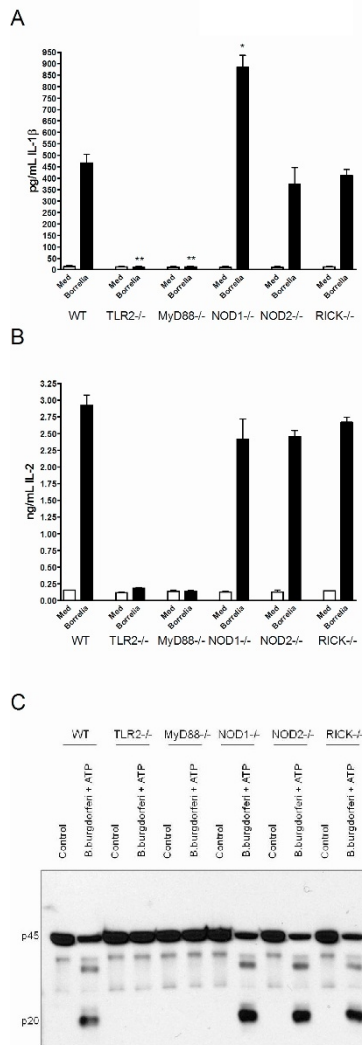 A
pg/mL IL-1β
950
900
850
800
750
700
650
600
550
500
450
400
350
300
250
200
150
100
50
0
*
** **
Med Borrelia Med Borrelia Med Borrelia Med Borrelia Med Borrelia Med Borrelia
WT TLR2-/- MyD88-/- NOD1-/- NOD2-/- RICK-/-
B
ng/mL IL-2
3.25
3.00
2.75
2.50
2.25
2.00
1.75
1.50
1.25
1.00
0.75
0.50
0.25
0.00
Med Borrelia Med Borrelia Med Borrelia Med Borrelia Med Borrelia Med Borrelia
WT TLR2-/- MyD88-/- NOD1-/- NOD2-/- RICK-/-
C
WT TLR2-/- MyD88-/- NOD1-/- NOD2-/- RICK-/-
Control B.burgdorferi + ATP Control B.burgdorferi + ATP Control B.burgdorferi + ATP Control B.burgdorferi + ATP Control B.burgdorferi + ATP Control B.burgdorferi + ATP
p45
p20